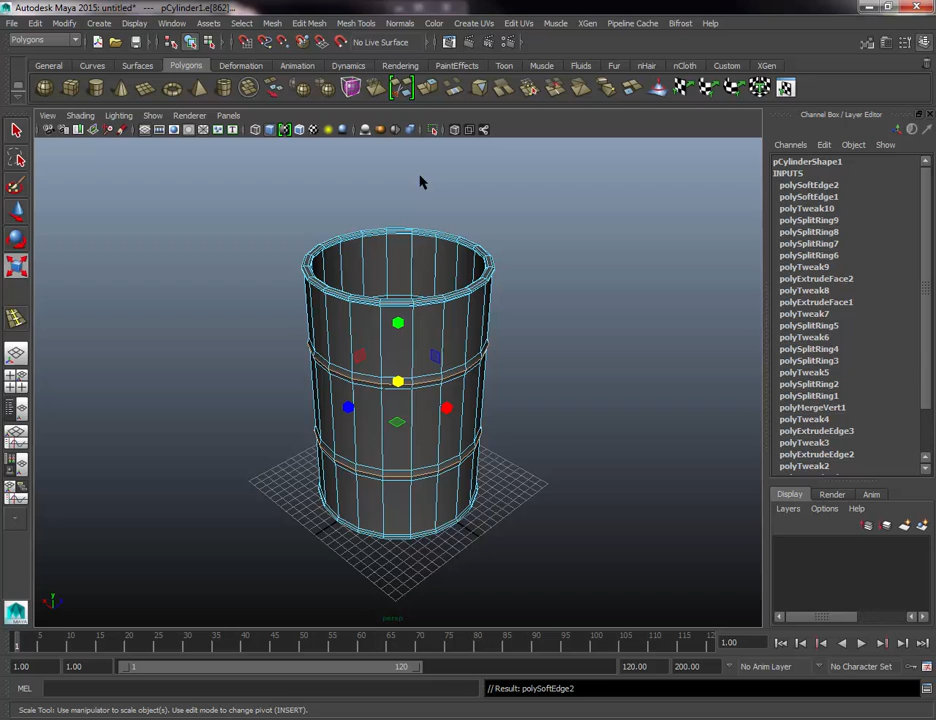 Autodesk Maya 2015: untitled*   ---   pCylinder1.e[862]...
File Modify Create Display Window Assets Select Mesh Edit Mesh Mesh Tools Normals Color Create UVs Edit UVs Muscle XGen Pipeline Cache Bifrost Help
Polygons
No Live Surface
General Curves Surfaces Polygons Deformation Animation Dynamics Rendering PaintEffects Toon Muscle Fluids Fur nHair nCloth Custom XGen
View Shading Lighting Show Renderer Panels
Channel Box / Layer Editor
Channels Edit Object Show
pCylinderShape1
INPUTS
polySoftEdge2
polySoftEdge1
polyTweak10
polySplitRing9
polySplitRing8
polySplitRing7
polySplitRing6
polyTweak9
polyExtrudeFace2
polyTweak8
polyExtrudeFace1
polyTweak7
polySplitRing5
polyTweak6
polySplitRing4
polySplitRing3
polyTweak5
polySplitRing2
polySplitRing1
polyMergeVert1
polyTweak4
polyExtrudeEdge3
polyTweak3
polyExtrudeEdge2
polyTweak2
Display Render Anim
Layers Options Help
y
persp
5 10 15 20 25 30 35 40 45 50 55 60 65 70 75 80 85 90 95 100 105 110 115 12
1
1.00
1.00 1.00 1 120 120.00 200.00 No Anim Layer No Character Set
MEL // Result: polySoftEdge2
Scale Tool: Use manipulator to scale object(s). Use edit mode to change pivot (INSERT).